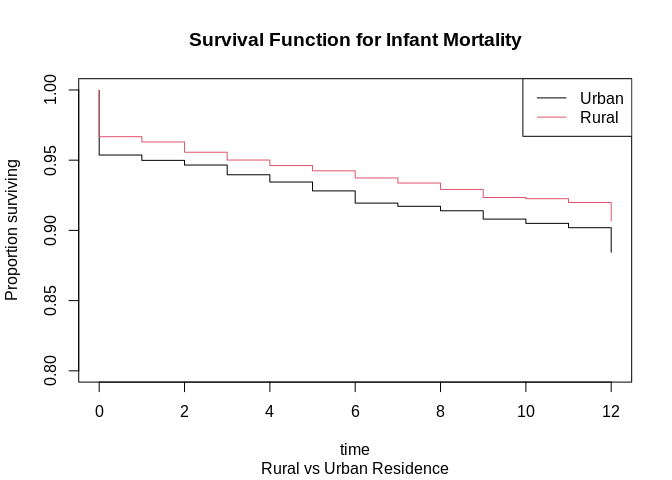 Survival Function for Infant Mortality
Urban
Rural
Proportion surviving
1.00
0.95
0.90
0.85
0.80
0 2 4 6 8 10 12
time
Rural vs Urban Residence